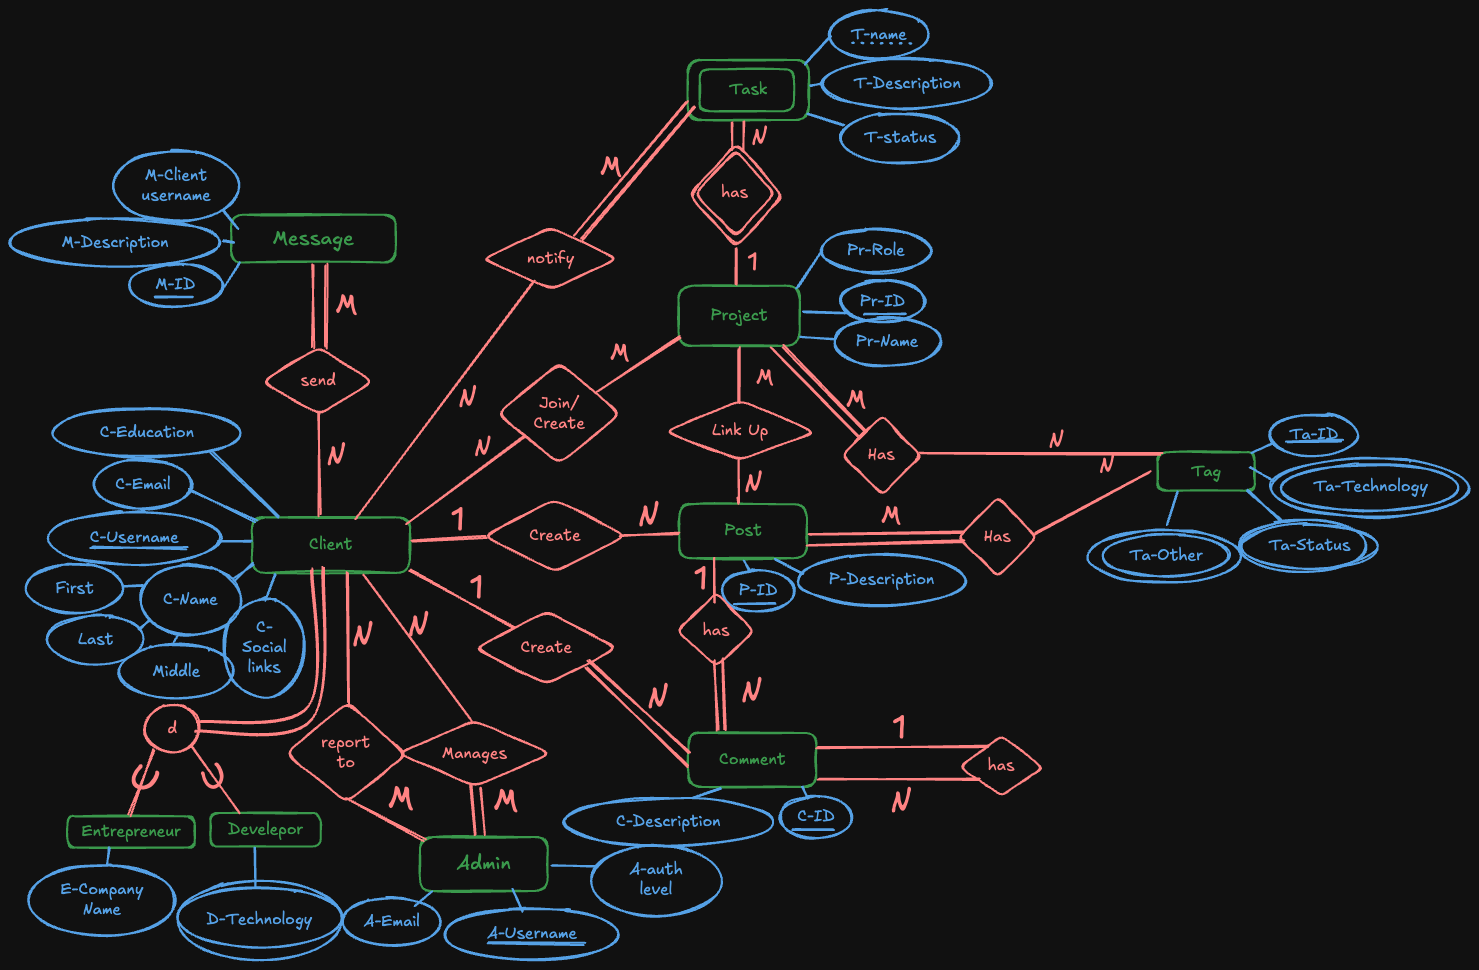 T-name
Task
T-Description
N
T-status
M
M-Client
username
has
Message
M-Description
Pr-Role
notify
1
M-ID
Pr-ID
M
Project
Pr-Name
M
send
M
M
N
Join/
Create
C-Education
Link Up
Ta-ID
N
N
N
Has
N
Tag
C-Email
N
Ta-Technology
1
N
M
C-Username
Client
Create
Post
Has
Ta-Status
Ta-Other
1
P-Description
First
C-Name
1
P-ID
N
N
has
C-
Social
links
Last
Create
Middle
N
N
d
1
report
to
Manages
Comment
has
M
M
N
Entrepreneur
Develepor
C-Description
C-ID
Admin
A-auth
level
E-Company
Name
D-Technology
A-Email
A-Username